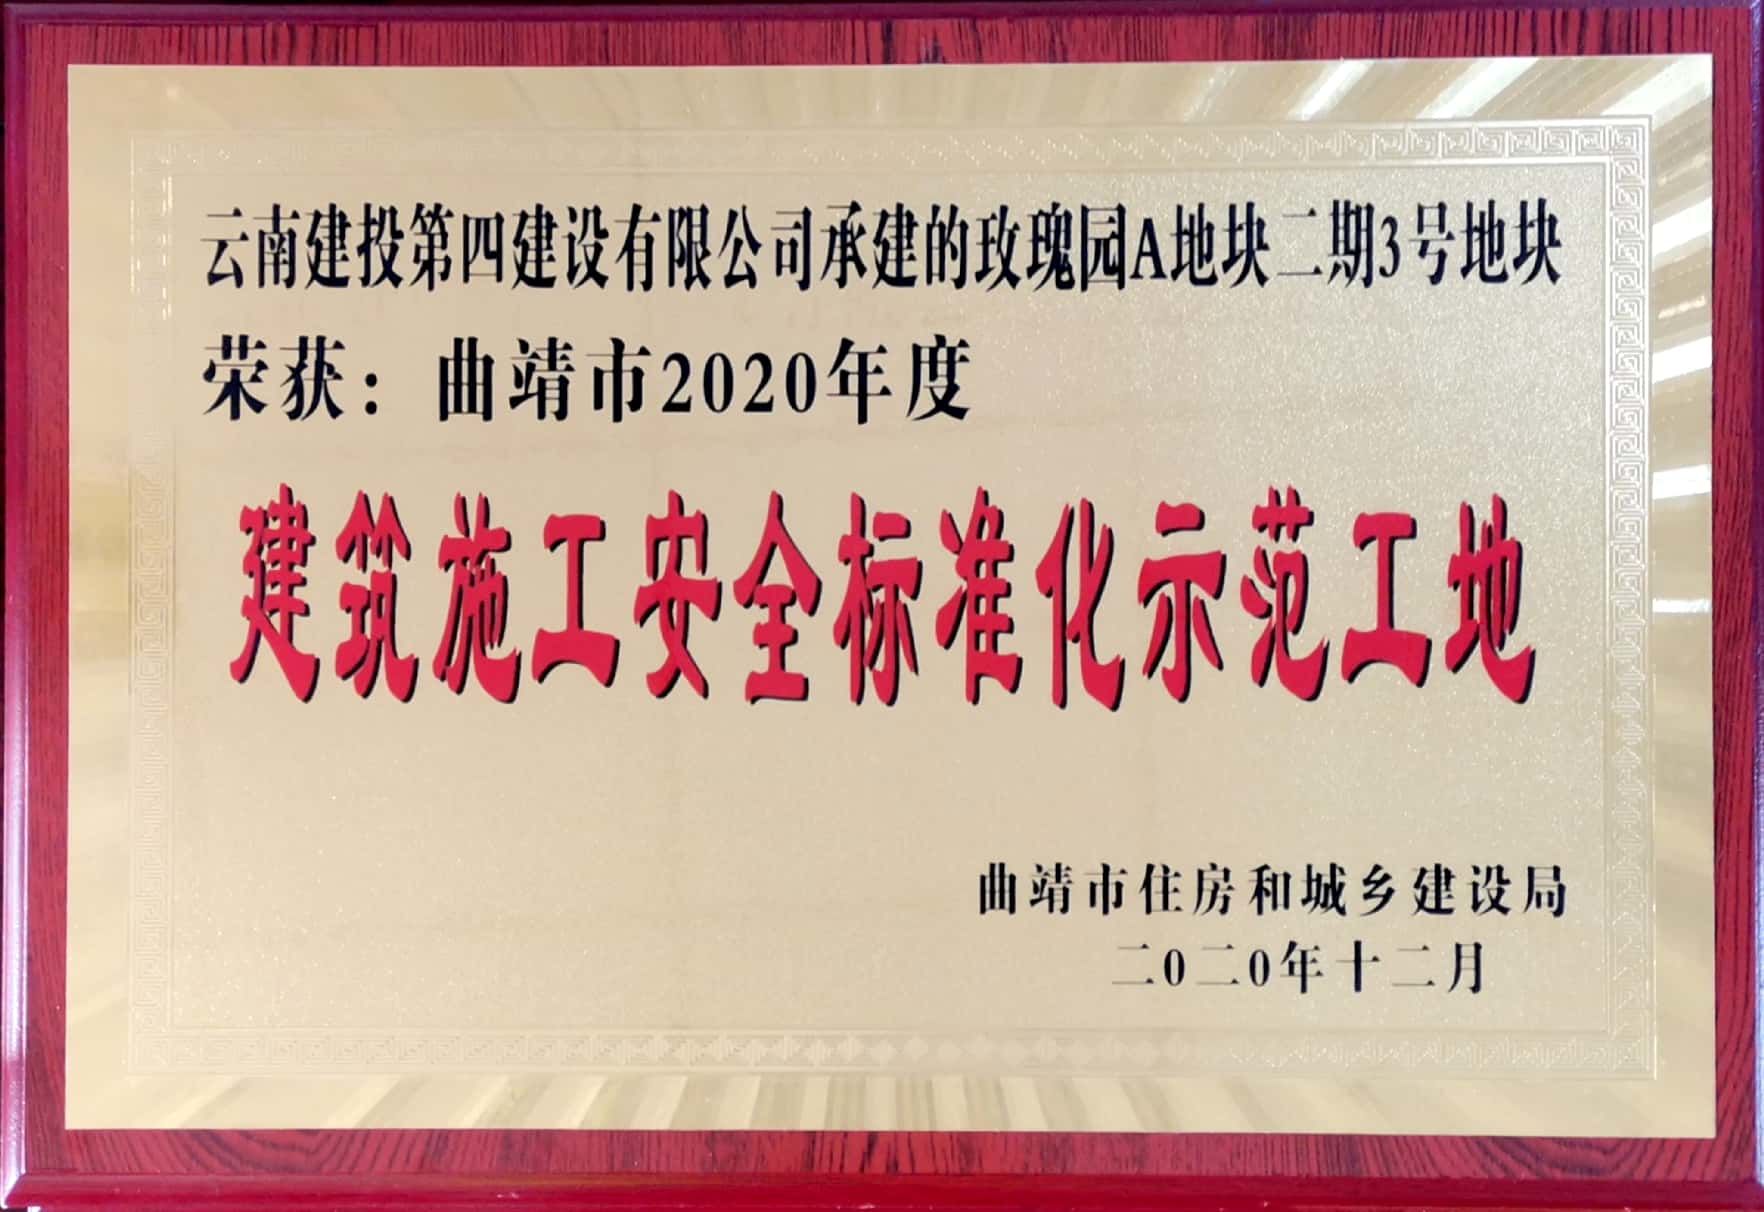 云南建投第四建设有限公司承建的玫瑰园A地块二期3号地块
荣获：曲靖市2020年度
建筑施工安全标准化示范工地
曲靖市住房和城乡建设局
二0二0年十二月